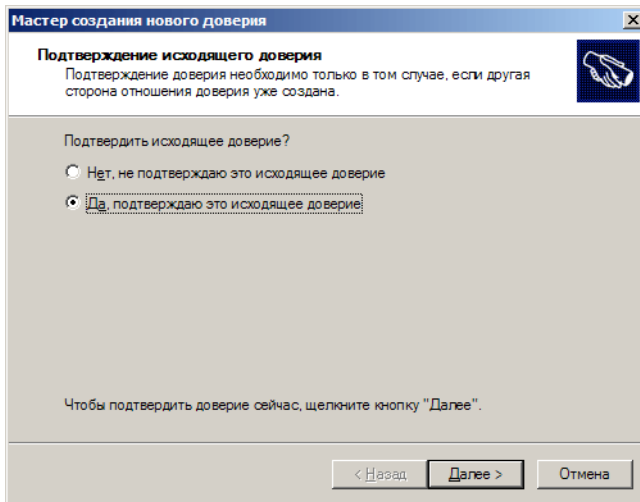 Мастер создания нового доверия
Подтверждение исходящего доверия
Подтверждение доверия необходимо только в том случае, если другая
сторона отношения доверия уже создана.
Подтвердить исходящее доверие?
Нет, не подтверждаю это исходящее доверие
Да, подтверждаю это исходящее доверие
Чтобы подтвердить доверие сейчас, щелкните кнопку "Далее".
< Назад Далее > Отмена